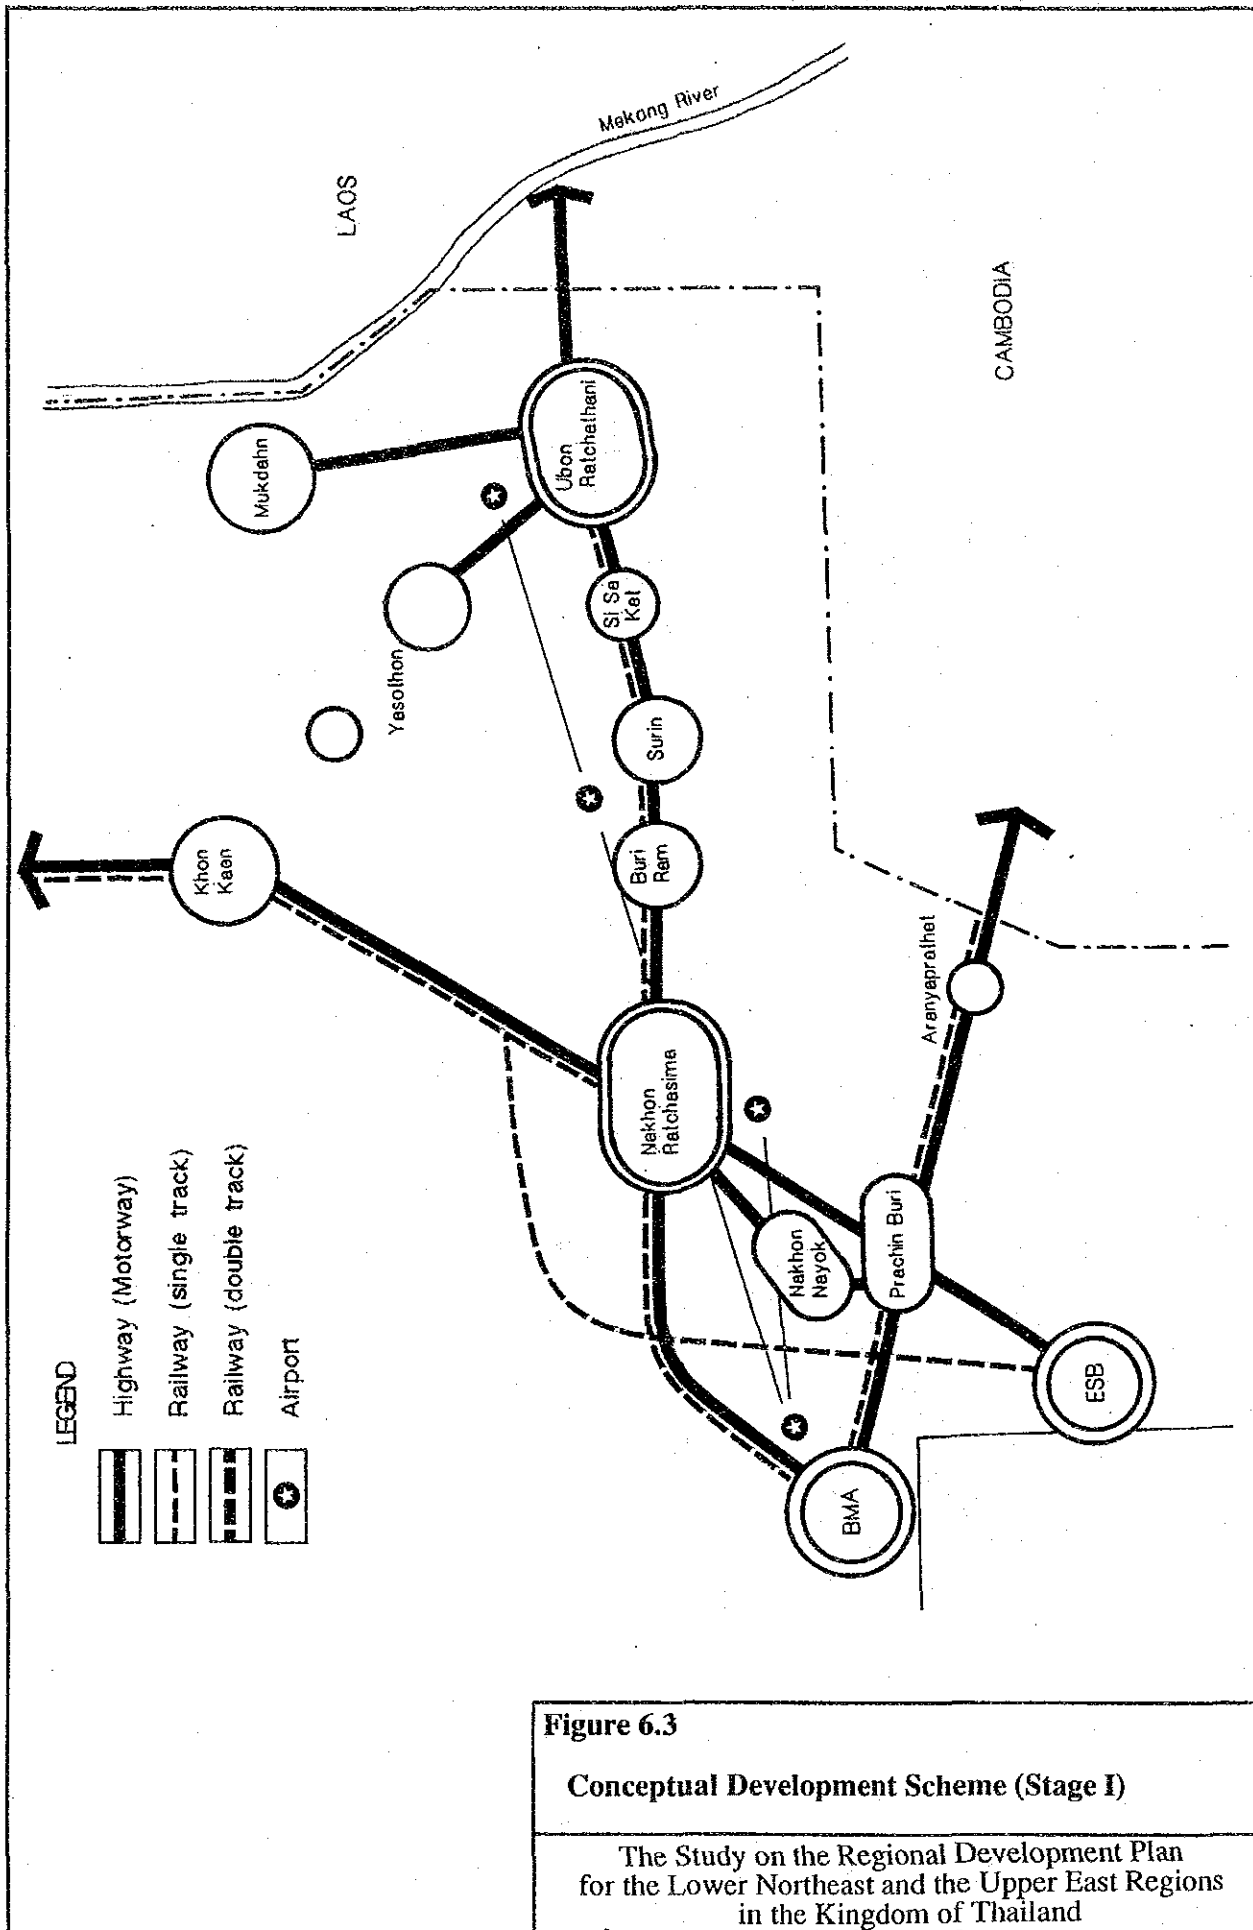 LEGEND
Highway (Motorway)
Railway (single track)
Railway (double track)
Airport
LAOS
Mekong River
CAMBODIA
Mukdahn
Ubon
Ratchathani
Yasothon
Si Sa
Ket
Surin
Buri
Ram
Khon
Kaen
Nakhon
Ratchasima
Aranyaprathet
Nakhon
Nayok
Prachin Buri
BMA
ESB
Figure 6.3
Conceptual Development Scheme (Stage I)
The Study on the Regional Development Plan
for the Lower Northeast and the Upper East Regions
in the Kingdom of Thailand